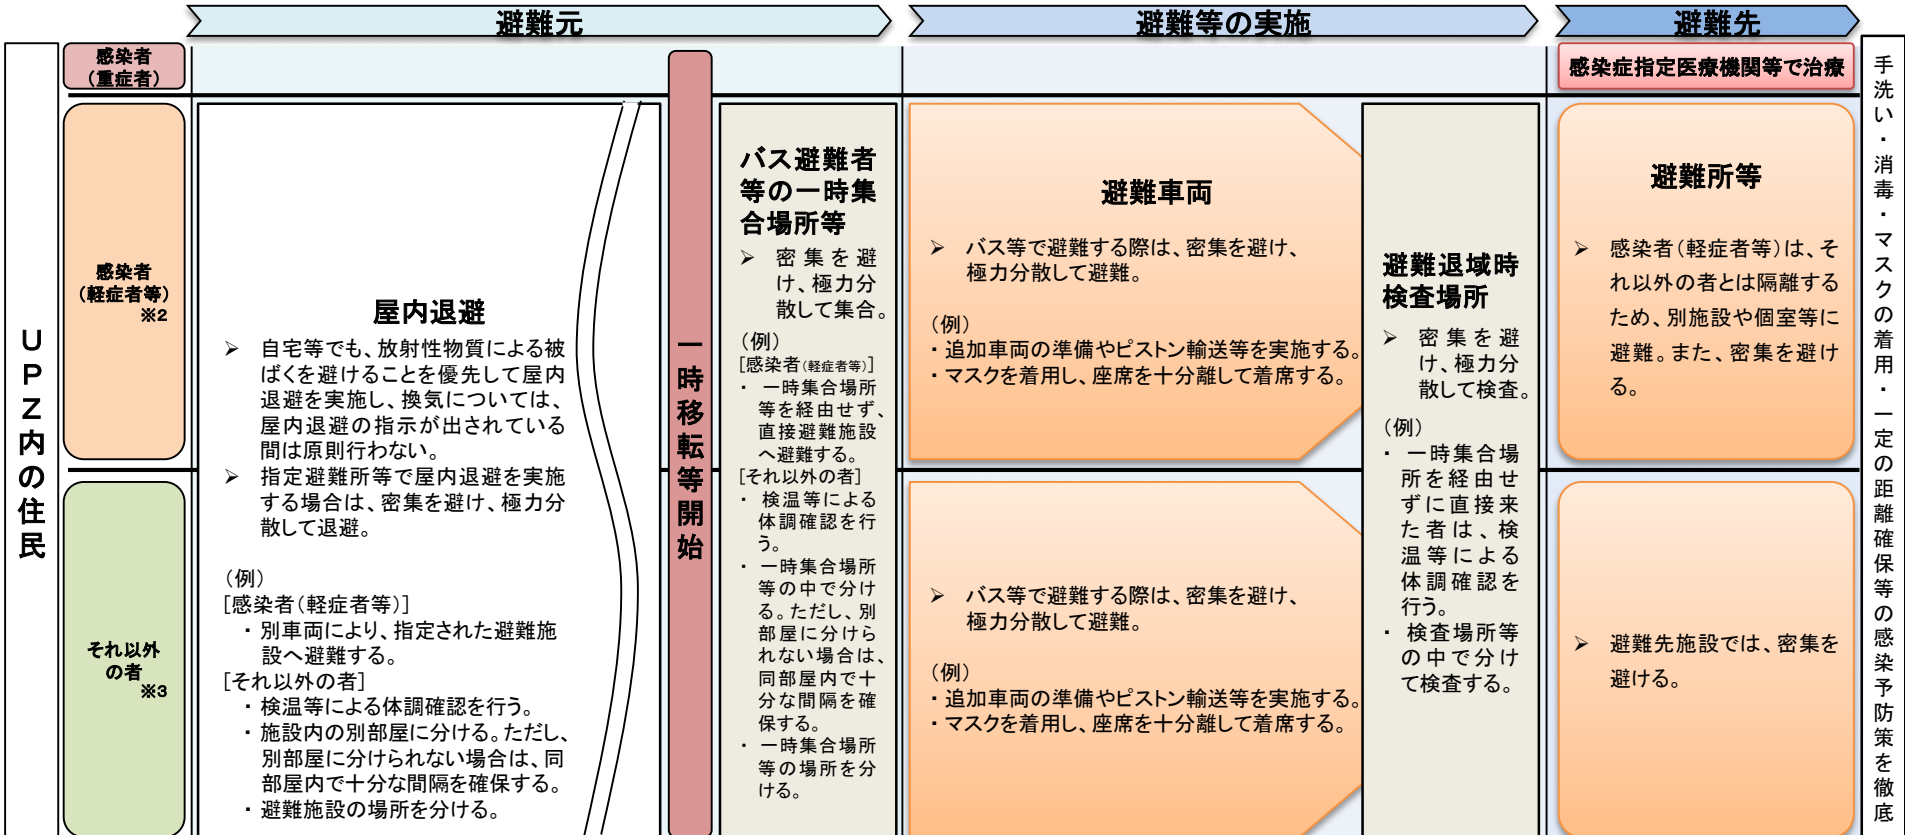 避難元
避難等の実施
避難先
UPZ内の住民
感染者
（重症者）
感染症指定医療機関等で治療
感染者
（軽症者等）
※2
それ以外
の者
※3
屋内退避
➢ 自宅等でも、放射性物質による被
ばくを避けることを優先して屋内
退避を実施し、換気については、
屋内退避の指示が出されている
間は原則行わない。
➢ 指定避難所等で屋内退避を実施
する場合は、密集を避け、極力分
散して退避。
（例）
[感染者（軽症者等）]
・別車両により、指定された避難施
設へ避難する。
[それ以外の者]
・検温等による体調確認を行う。
・施設内の別部屋に分ける。ただし、
別部屋に分けられない場合は、同
部屋内で十分な間隔を確保する。
・避難施設の場所を分ける。
一時移転等開始
バス避難者
等の一時集
合場所等
➢ 密集を避
け、極力分
散して集合。
（例）
[感染者（軽症者等）]
・一時集合場所
等を経由せず、
直接避難施設
へ避難する。
[それ以外の者]
・検温等による
体調確認を行
う。
・一時集合場所
等の中で分け
る。ただし、別
部屋に分けら
れない場合は、
同部屋内で十
分な間隔を確
保する。
・一時集合場所
等の場所を分
ける。
避難車両
➢ バス等で避難する際は、密集を避け、
極力分散して避難。
（例）
・追加車両の準備やピストン輸送等を実施する。
・マスクを着用し、座席を十分離して着席する。
➢ バス等で避難する際は、密集を避け、
極力分散して避難。
（例）
・追加車両の準備やピストン輸送等を実施する。
・マスクを着用し、座席を十分離して着席する。
避難退域時
検査場所
➢ 密集を避
け、極力分
散して検査。
（例）
・一時集合場
所を経由せ
ずに直接来
た者は、検
温等による
体調確認を
行う。
・検査場所等
の中で分け
て検査する。
避難所等
➢ 感染者（軽症者等）は、そ
れ以外の者とは隔離する
ため、別施設や個室等に
避難。また、密集を避け
る。
➢ 避難先施設では、密集を
避ける。
手洗い・消毒・マスクの着用・一定の距離確保等の感染予防策を徹底